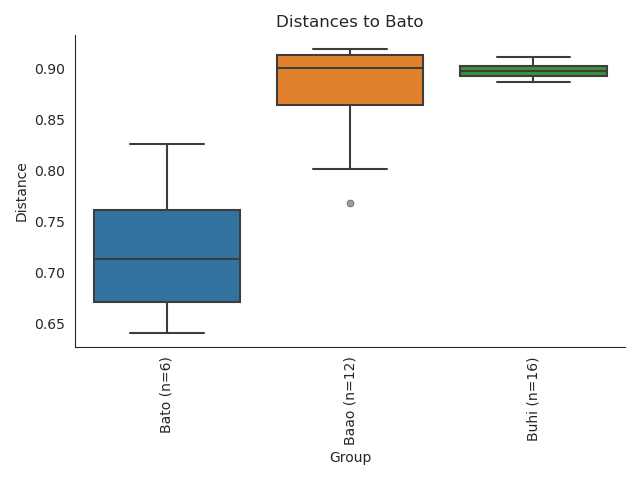 Distances to Bato
Distance
0.90
0.85
0.80
0.75
0.70
0.65
Bato (n=6)
Baao (n=12)
Buhi (n=16)
Group